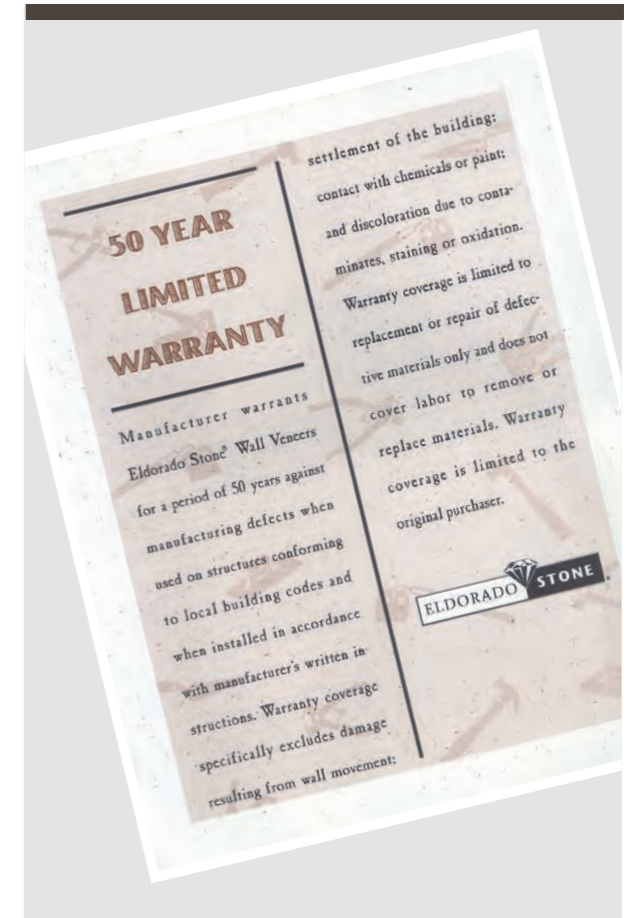 50 YEAR
LIMITED
WARRANTY
Manufacturer warrants
Eldorado Stone® Wall Veneers
for a period of 50 years against
manufacturing defects when
used on structures conforming
to local building codes and
when installed in accordance
with manufacturer's written in-
structions. Warranty coverage
specifically excludes damage
resulting from wall movement;
settlement of the building;
contact with chemicals or paint;
and discoloration due to conta-
minates, staining or oxidation.
Warranty coverage is limited to
replacement or repair of defec-
tive materials only and does not
cover labor to remove or
replace materials. Warranty
coverage is limited to the
original purchaser.
ELDORADO STONE